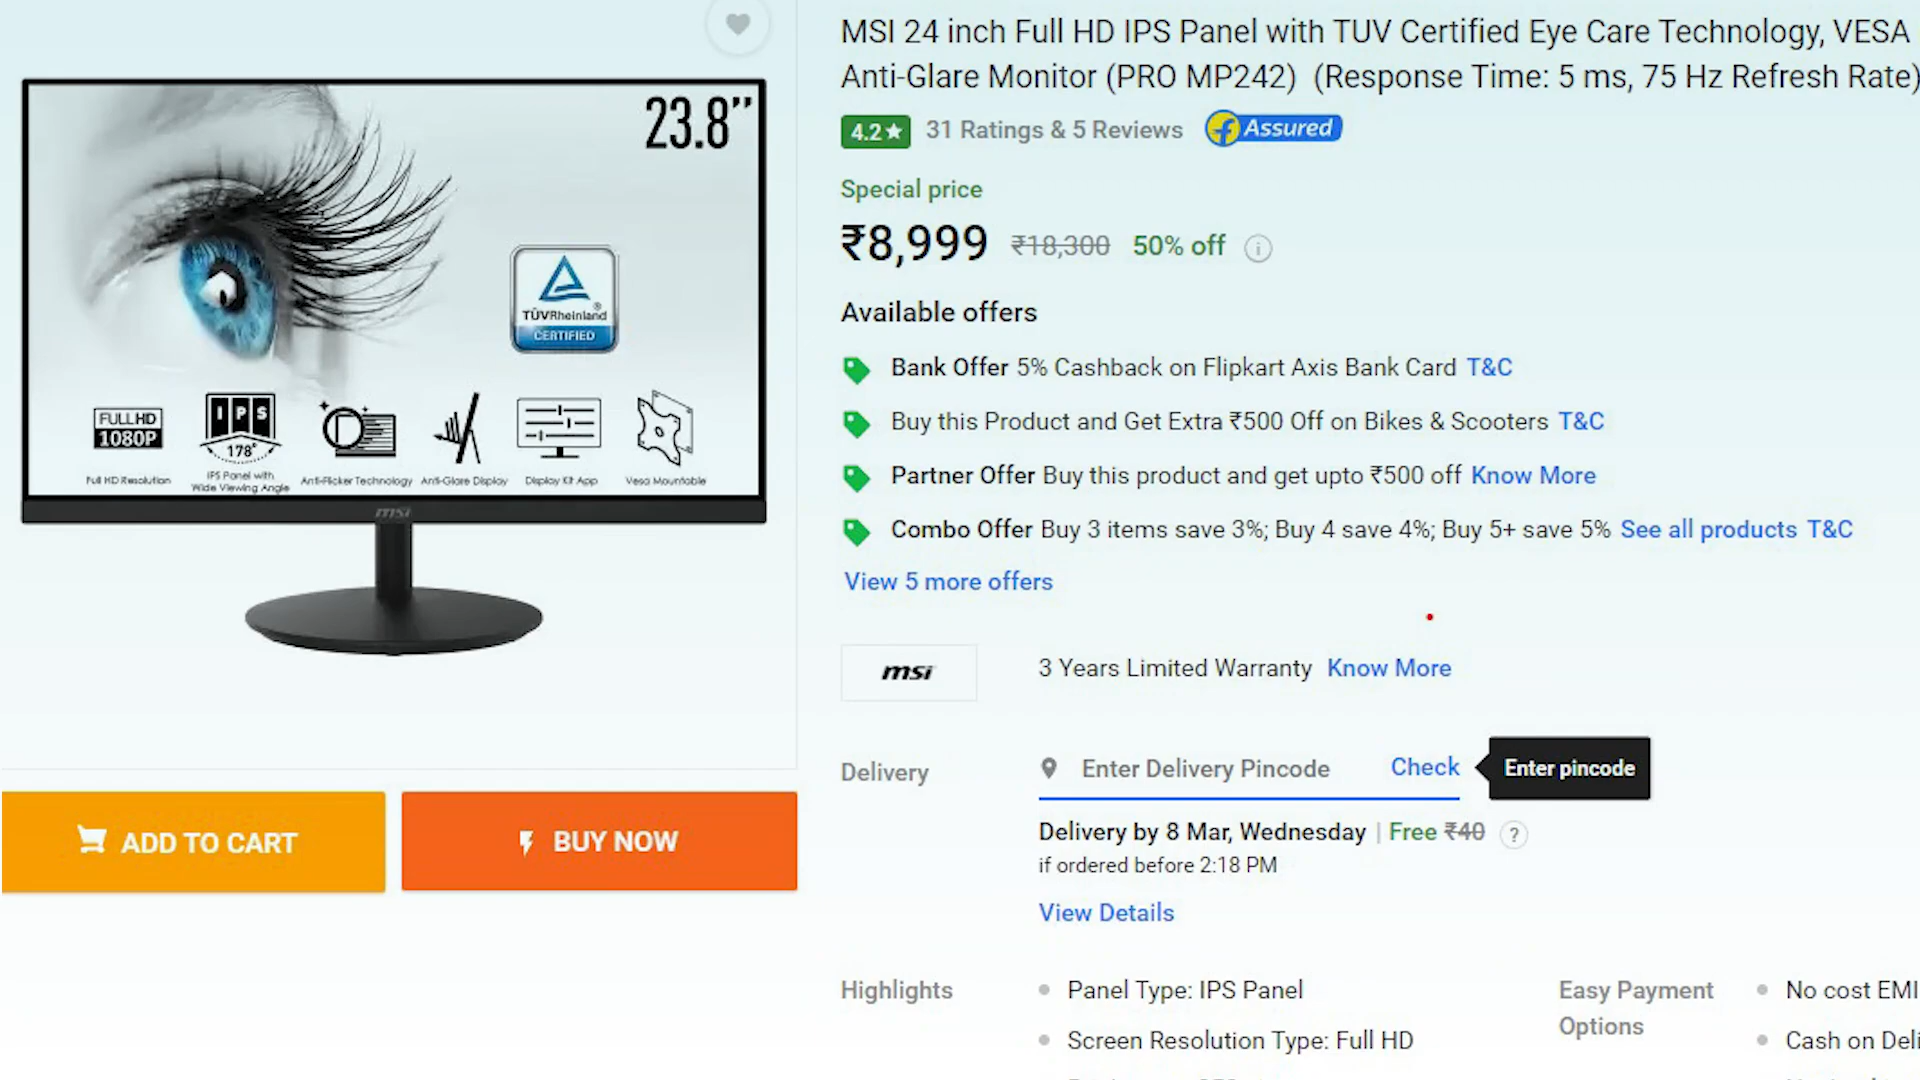 MSI 24 inch Full HD IPS Panel with TUV Certified Eye Care Technology, VESA
Anti-Glare Monitor (PRO MP242)  (Response Time: 5 ms, 75 Hz Refresh Rate)
4.2★ 31 Ratings & 5 Reviews Assured
Special price
₹8,999 ₹18,300 50% off
Available offers
Bank Offer 5% Cashback on Flipkart Axis Bank Card T&C
Buy this Product and Get Extra ₹500 Off on Bikes & Scooters T&C
Partner Offer Buy this product and get upto ₹500 off Know More
Combo Offer Buy 3 items save 3%; Buy 4 save 4%; Buy 5+ save 5% See all products T&C
View 5 more offers
msi 3 Years Limited Warranty Know More
Delivery Enter Delivery Pincode Check Enter pincode
Delivery by 8 Mar, Wednesday | Free ₹40 ?
if ordered before 2:18 PM
View Details
Highlights
Panel Type: IPS Panel
Screen Resolution Type: Full HD
Easy Payment
Options
No cost EMI
Cash on Deli
23.8’’
TÜVRheinland®
CERTIFIED
FULL HD
1080P
IPS
178°
Full HD Resolution
IPS Panel with
Wide Viewing Angle
Anti-Flicker Technology
Anti-Glare Display
Display Kit App
Vesa Mountable
msi
ADD TO CART
BUY NOW